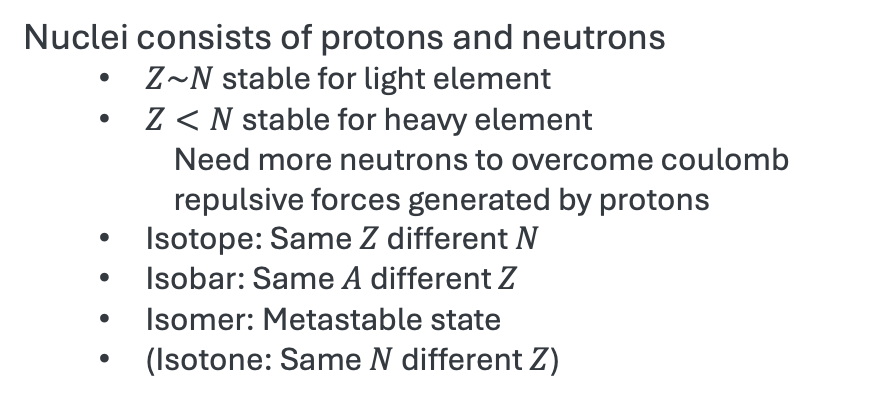 Nuclei consists of protons and neutrons
• Z~N stable for light element
• Z < N stable for heavy element
Need more neutrons to overcome coulomb
repulsive forces generated by protons
• Isotope: Same Z different N
• Isobar: Same A different Z
• Isomer: Metastable state
• (Isotone: Same N different Z)